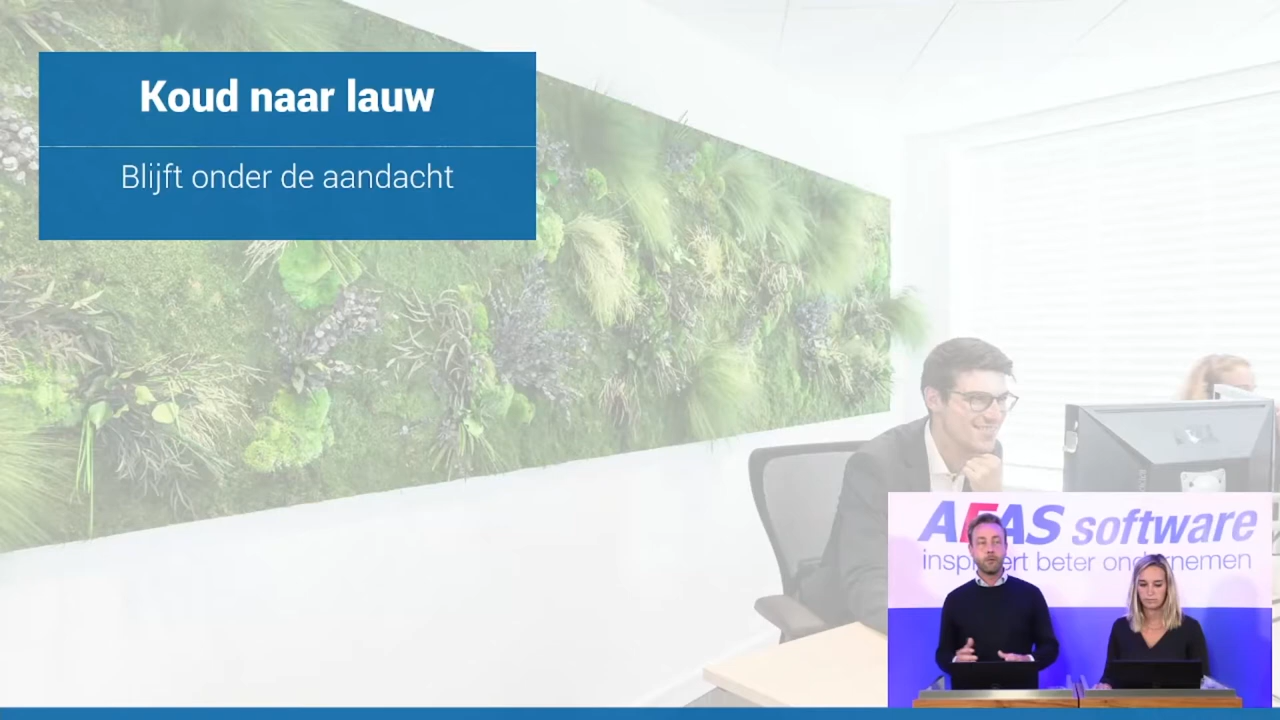 Koud naar lauw
Blijft onder de aandacht
AFAS software
inspireert beter ondernemen